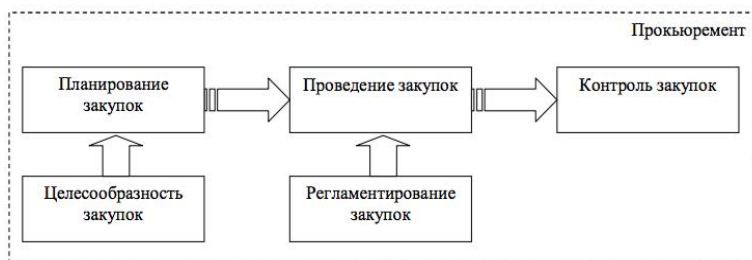 Прокьюремент
Планирование
закупок
Проведение закупок
Контроль закупок
Целесообразность
закупок
Регламентирование
закупок